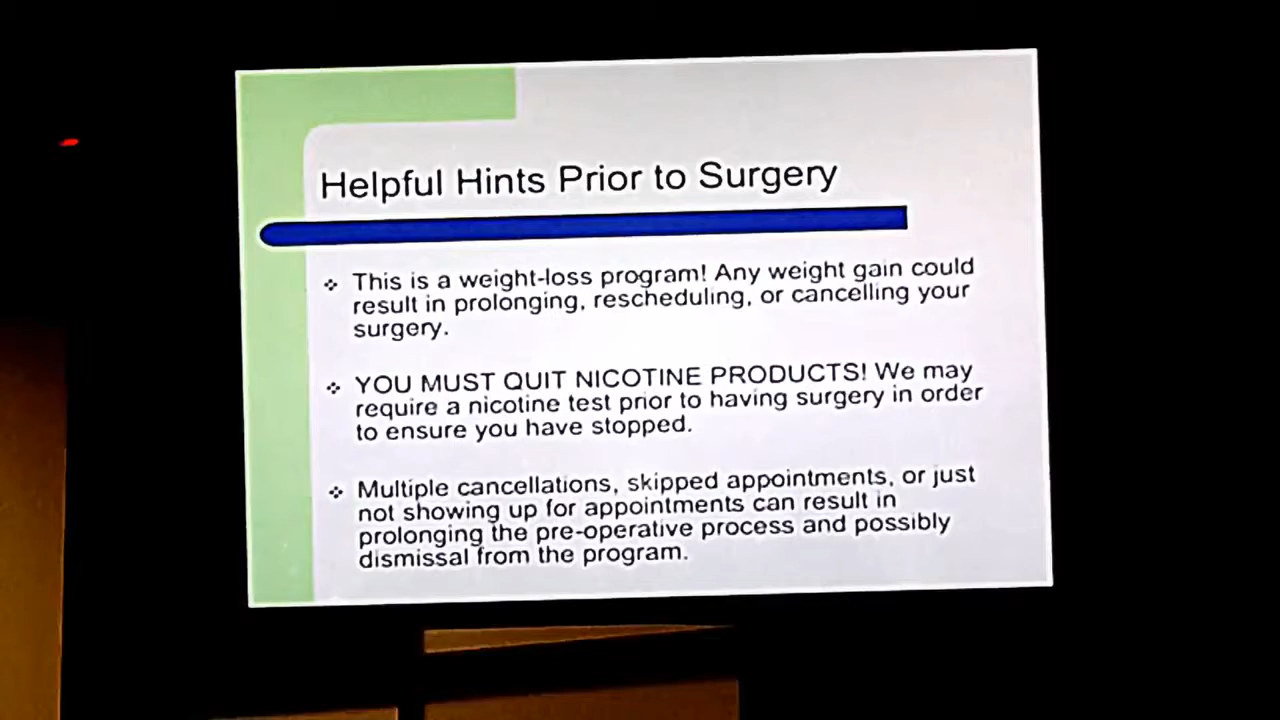 Helpful Hints Prior to Surgery
❖ This is a weight-loss program! Any weight gain could
result in prolonging, rescheduling, or cancelling your
surgery.
❖ YOU MUST QUIT NICOTINE PRODUCTS! We may
require a nicotine test prior to having surgery in order
to ensure you have stopped.
❖ Multiple cancellations, skipped appointments, or just
not showing up for appointments can result in
prolonging the pre-operative process and possibly
dismissal from the program.